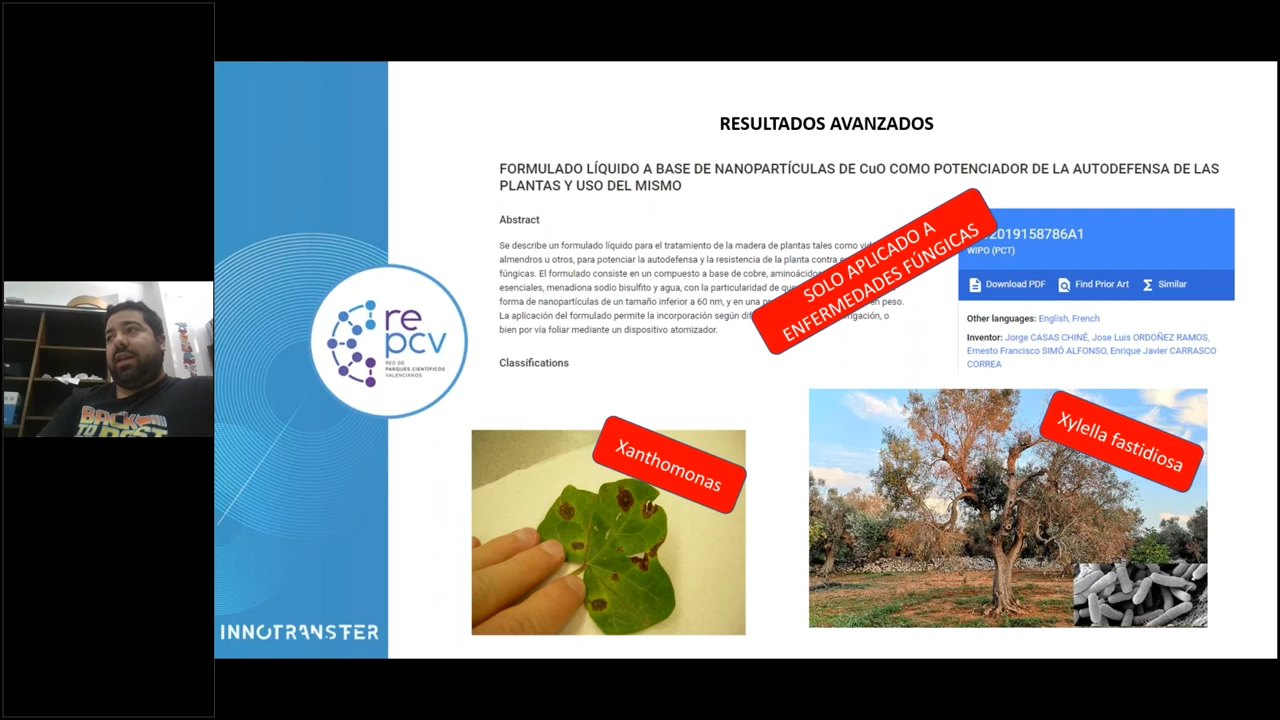 RESULTADOS AVANZADOS
FORMULADO LÍQUIDO A BASE DE NANOPARTÍCULAS DE CuO COMO POTENCIADOR DE LA AUTODEFENSA DE LAS
PLANTAS Y USO DEL MISMO
Abstract
Se describe un formulado líquido para el tratamiento de la madera de plantas tales como
almendros u otros, para potenciar la autodefensa y la resistencia de la planta contra
fúngicas. El formulado consiste en un compuesto a base de cobre,
esenciales, menadiona sodio bisulfito y agua, con la particularidad de
forma de nanopartículas de un tamaño inferior a 60 nm, y en una en peso.
La aplicación del formulado permite la incorporación según o
bien por vía foliar mediante un dispositivo atomizador.
Classifications
SOLO APLICADO A
ENFERMEDADES FÚNGICAS
2019158786A1
WIPO (PCT)
Download PDF Find Prior Art Similar
Other languages: English, French
Inventor: Jorge CASAS CHINÉ, Jose Luis ORDOÑEZ RAMOS,
Ernesto Francisco SIMÓ ALFONSO, Enrique Javier CARRASCO
CORREA
re
pcv
RED DE
PARQUES CIENTÍFICOS
VALENCIANOS
BACK
TO
Xanthomonas
Xylella fastidiosa
INNOTRANSFER